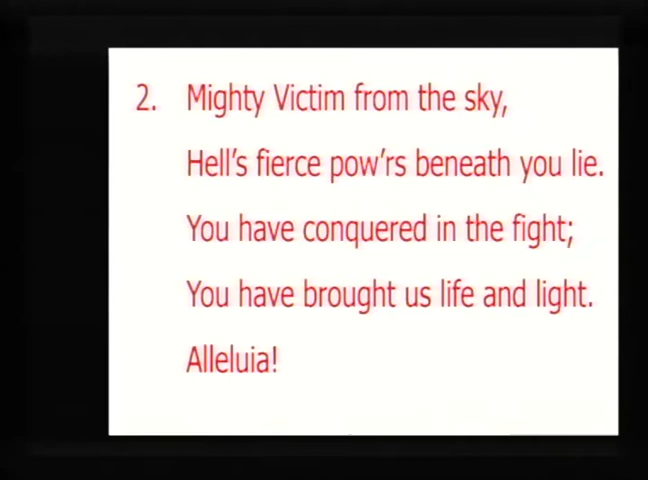 2. Mighty Victim from the sky,
Hell's fierce pow'rs beneath you lie.
You have conquered in the fight;
You have brought us life and light.
Alleluia!